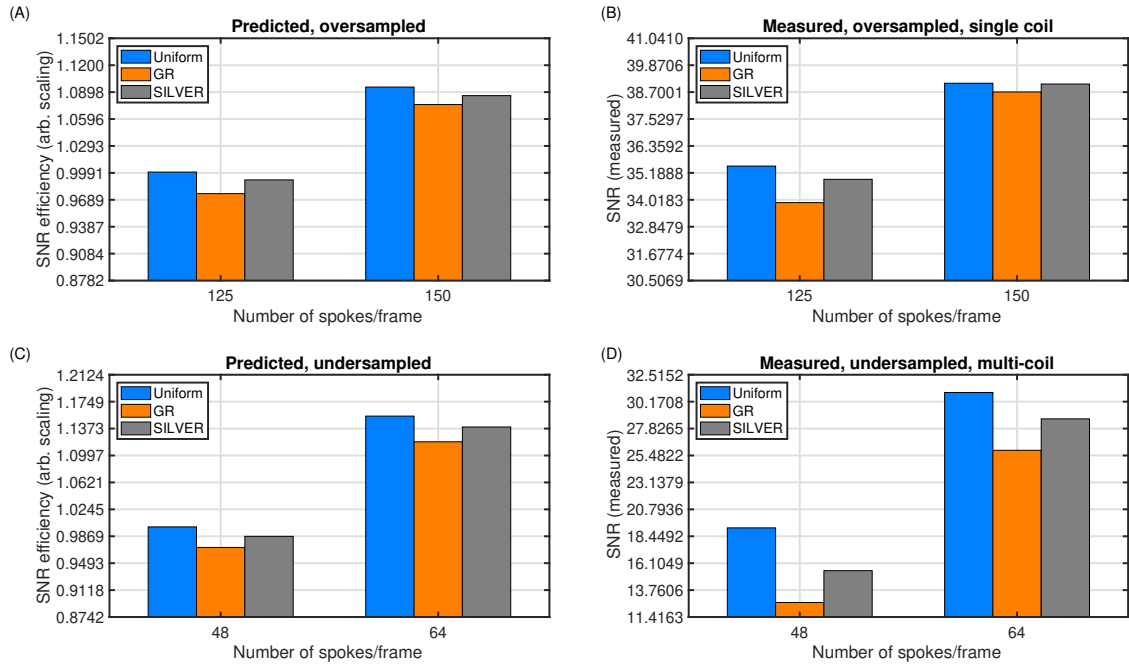 (A)
Predicted, oversampled
SNR efficiency (arb. scaling)
1.1502
1.1200
1.0898
1.0596
1.0293
0.9991
0.9689
0.9387
0.9084
0.8782
Uniform
GR
SILVER
125
150
Number of spokes/frame
(B)
Measured, oversampled, single coil
SNR (measured)
41.0410
39.8706
38.7001
37.5297
36.3592
35.1888
34.0183
32.8479
31.6774
30.5069
Uniform
GR
SILVER
125
150
Number of spokes/frame
(C)
Predicted, undersampled
SNR efficiency (arb. scaling)
1.2124
1.1749
1.1373
1.0997
1.0621
1.0245
0.9869
0.9493
0.9118
0.8742
Uniform
GR
SILVER
48
64
Number of spokes/frame
(D)
Measured, undersampled, multi-coil
SNR (measured)
32.5152
30.1708
27.8265
25.4822
23.1379
20.7936
18.4492
16.1049
13.7606
11.4163
Uniform
GR
SILVER
48
64
Number of spokes/frame